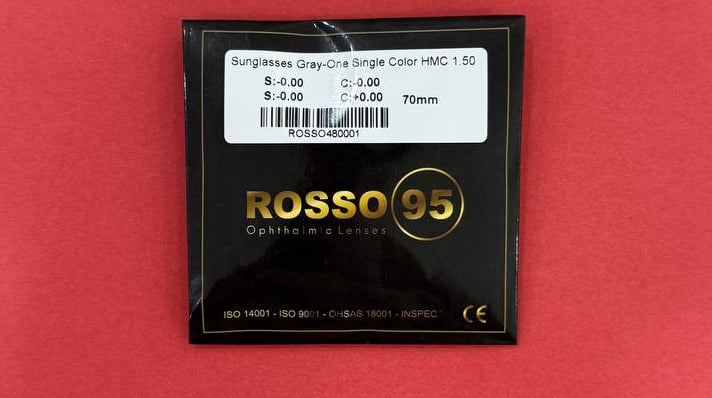 Sunglasses Gray-One Single Color HMC 1.50
S:-0.00 C:-0.00
S:-0.00 C:+0.00 70mm
ROSSO480001
ROSSO 95
Ophthalmic Lenses
ISO 14001 - ISO 9001 - OHSAS 18001 - INSPEC
CE